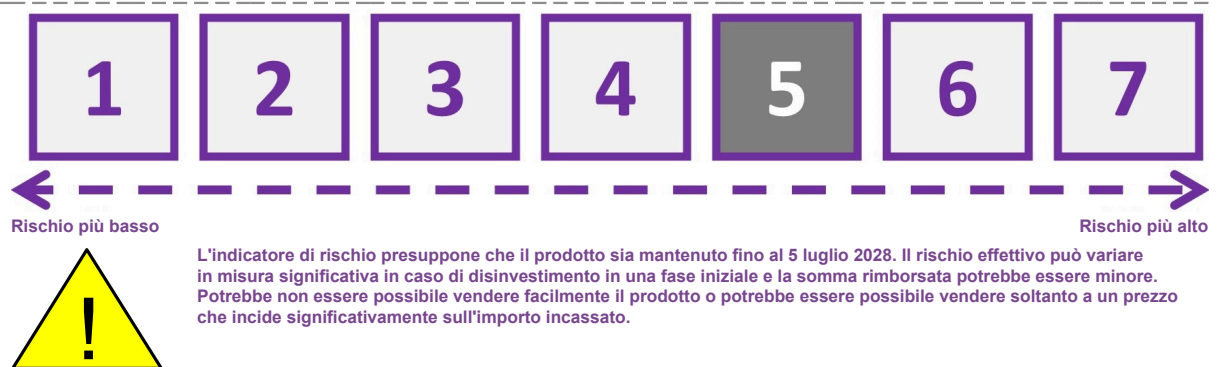 1 2 3 4 5 6 7
Rischio più basso Rischio più alto
L'indicatore di rischio presuppone che il prodotto sia mantenuto fino al 5 luglio 2028. Il rischio effettivo può variare
in misura significativa in caso di disinvestimento in una fase iniziale e la somma rimborsata potrebbe essere minore.
Potrebbe non essere possibile vendere facilmente il prodotto o potrebbe essere possibile vendere soltanto a un prezzo
che incide significativamente sull'importo incassato.
!